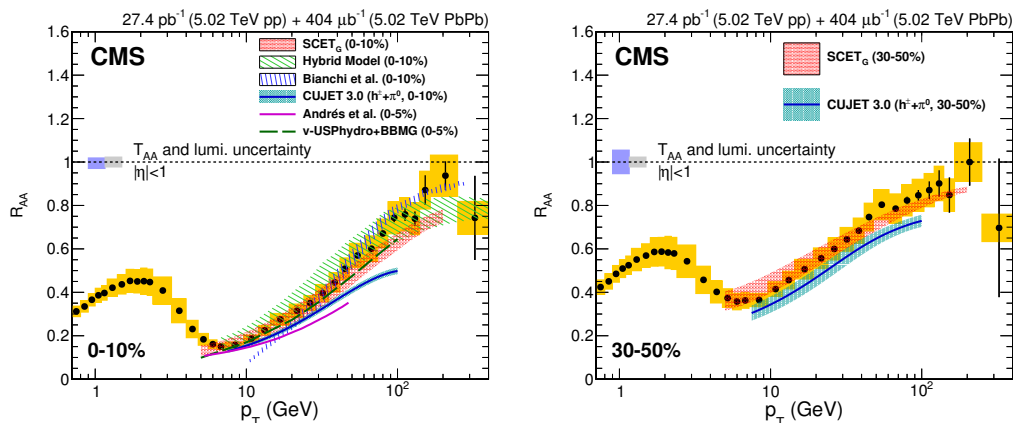 27.4 pb⁻¹ (5.02 TeV pp) + 404 μb⁻¹ (5.02 TeV PbPb)
CMS
SCET_G (0-10%)
Hybrid Model (0-10%)
Bianchi et al. (0-10%)
CUJET 3.0 (h±+π⁰, 0-10%)
Andrés et al. (0-5%)
v-USPhydro+BBMG (0-5%)
T_AA and lumi. uncertainty
|η|<1
0-10%
R_AA
1.6
1.4
1.2
1
0.8
0.6
0.4
0.2
0
1
10
10²
p_T (GeV)
27.4 pb⁻¹ (5.02 TeV pp) + 404 μb⁻¹ (5.02 TeV PbPb)
CMS
SCET_G (30-50%)
CUJET 3.0 (h±+π⁰, 30-50%)
T_AA and lumi. uncertainty
|η|<1
30-50%
R_AA
1.6
1.4
1.2
1
0.8
0.6
0.4
0.2
0
1
10
10²
p_T (GeV)